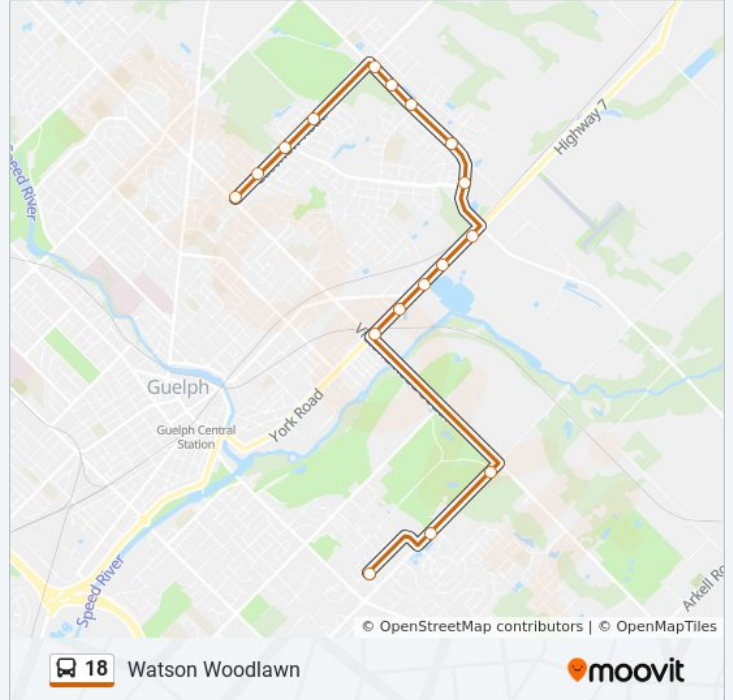 Highway 7
Speed River
Guelph
York Road
Guelph Central
Station
Speed River
Arkell Ro
© OpenStreetMap contributors | © OpenMapTiles
18 Watson Woodlawn
moovit